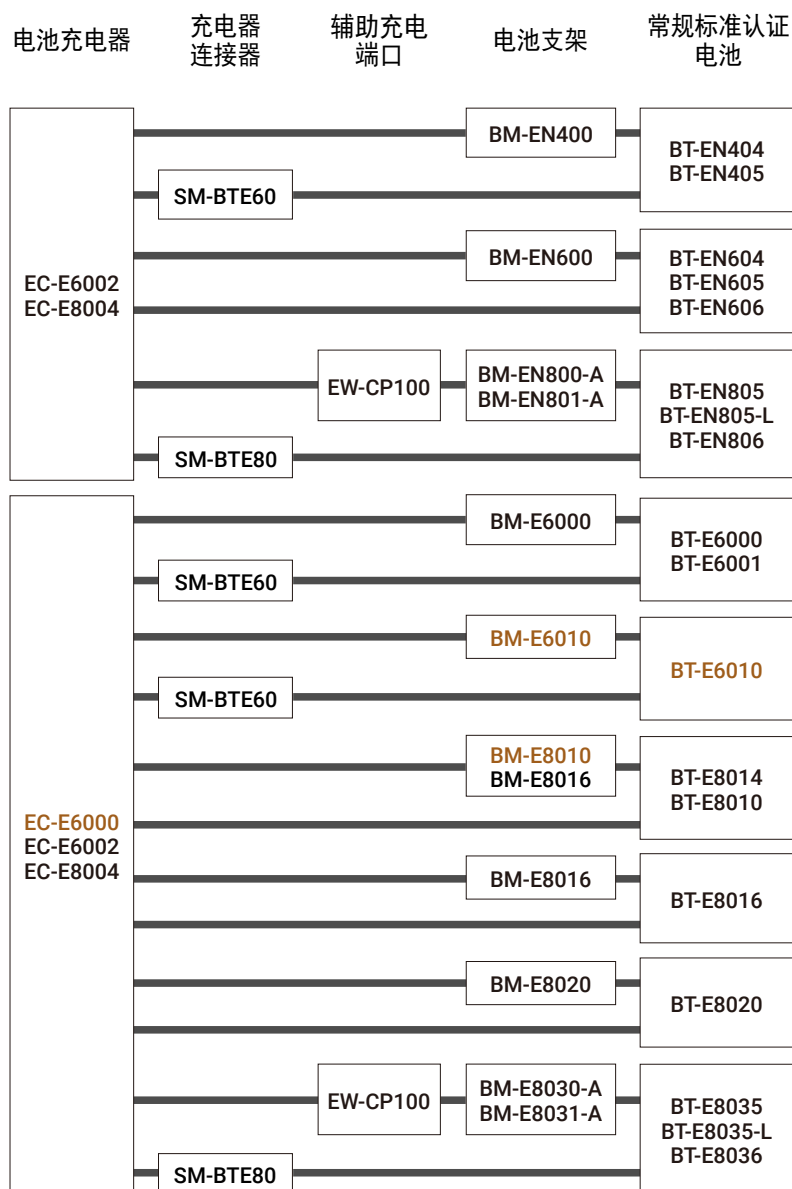 电池充电器
充电器
连接器
辅助充电
端口
电池支架
常规标准认证
电池
EC-E6002
EC-E8004
BM-EN400
BT-EN404
BT-EN405
SM-BTE60
BM-EN600
BT-EN604
BT-EN605
BT-EN606
EW-CP100
BM-EN800-A
BM-EN801-A
BT-EN805
BT-EN805-L
BT-EN806
SM-BTE80
EC-E6000
EC-E6002
EC-E8004
BM-E6000
BT-E6000
BT-E6001
SM-BTE60
BM-E6010
BT-E6010
SM-BTE60
BM-E8010
BM-E8016
BT-E8014
BT-E8010
BM-E8016
BT-E8016
BM-E8020
BT-E8020
EW-CP100
BM-E8030-A
BM-E8031-A
BT-E8035
BT-E8035-L
BT-E8036
SM-BTE80